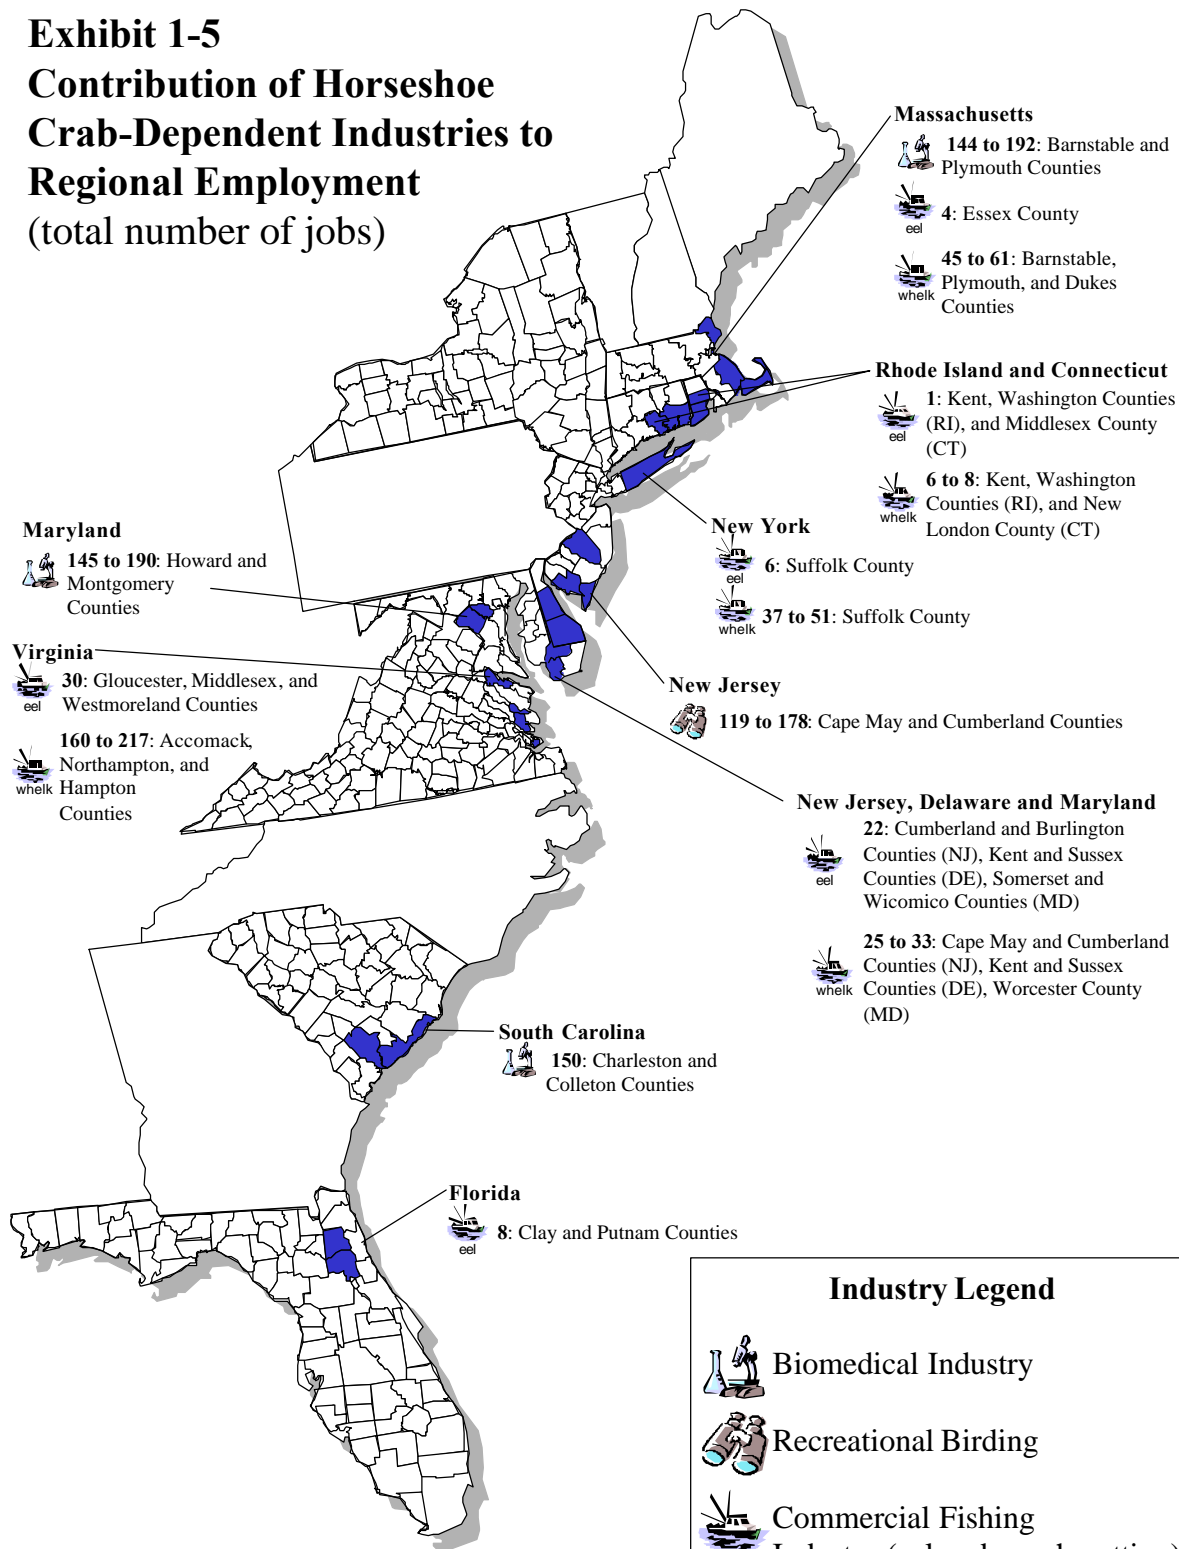 Exhibit 1-5
Contribution of Horseshoe
Crab-Dependent Industries to
Regional Employment
(total number of jobs)
Massachusetts
144 to 192: Barnstable and
Plymouth Counties
4: Essex County
eel
45 to 61: Barnstable,
Plymouth, and Dukes
Counties
whelk
Rhode Island and Connecticut
1: Kent, Washington Counties
(RI), and Middlesex County
(CT)
eel
6 to 8: Kent, Washington
Counties (RI), and New
London County (CT)
whelk
New York
6: Suffolk County
eel
37 to 51: Suffolk County
whelk
Maryland
145 to 190: Howard and
Montgomery
Counties
Virginia
30: Gloucester, Middlesex, and
Westmoreland Counties
eel
160 to 217: Accomack,
Northampton, and
Hampton
Counties
whelk
New Jersey
119 to 178: Cape May and Cumberland Counties
New Jersey, Delaware and Maryland
22: Cumberland and Burlington
Counties (NJ), Kent and Sussex
Counties (DE), Somerset and
Wicomico Counties (MD)
eel
25 to 33: Cape May and Cumberland
Counties (NJ), Kent and Sussex
Counties (DE), Worcester County
(MD)
whelk
South Carolina
150: Charleston and
Colleton Counties
Florida
8: Clay and Putnam Counties
eel
Industry Legend
Biomedical Industry
Recreational Birding
Commercial Fishing